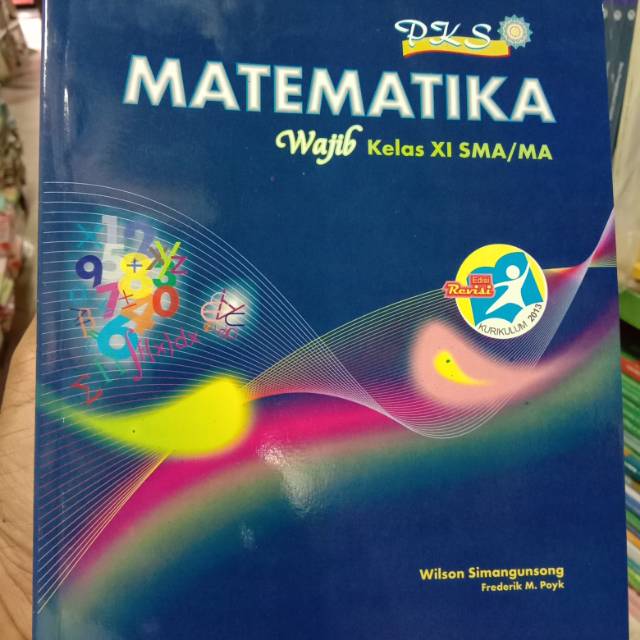 PKS
MATEMATIKA
Wajib Kelas XI SMA/MA
Edisi
Revisi
KURIKULUM 2013
Wilson Simangunsong
Frederik M. Poyk